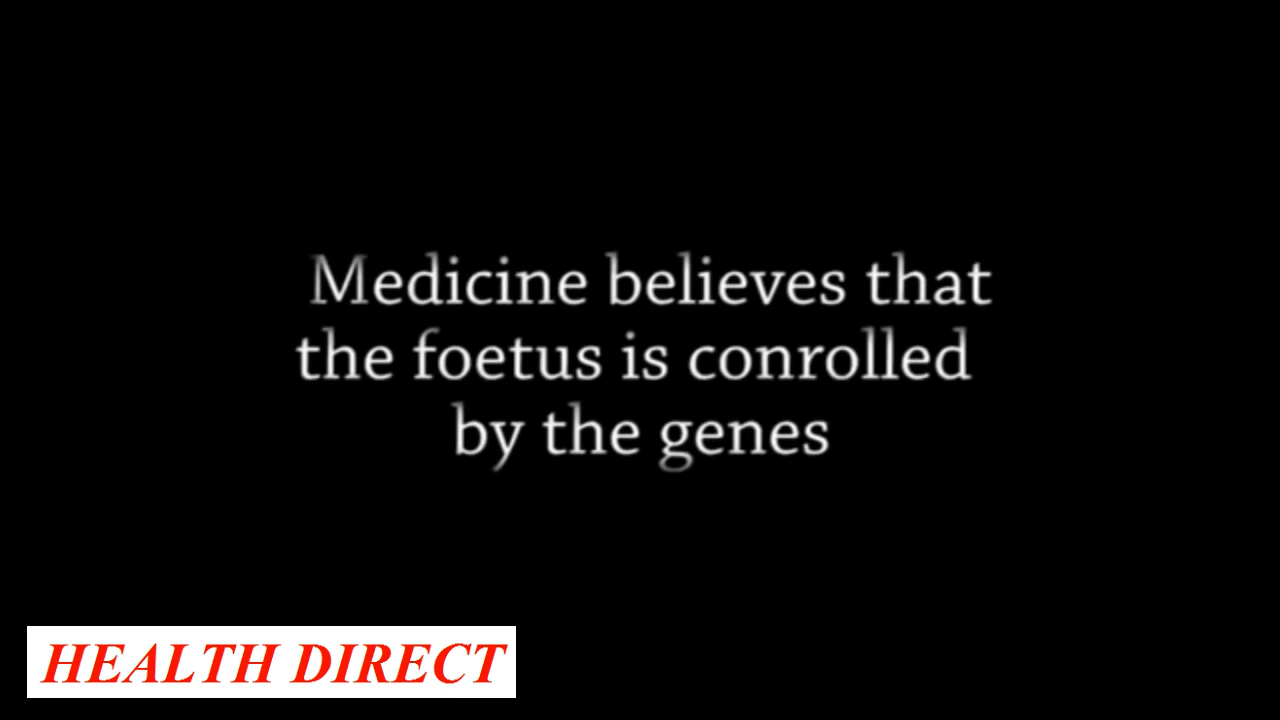 Medicine believes that
the foetus is conrolled
by the genes
HEALTH DIRECT